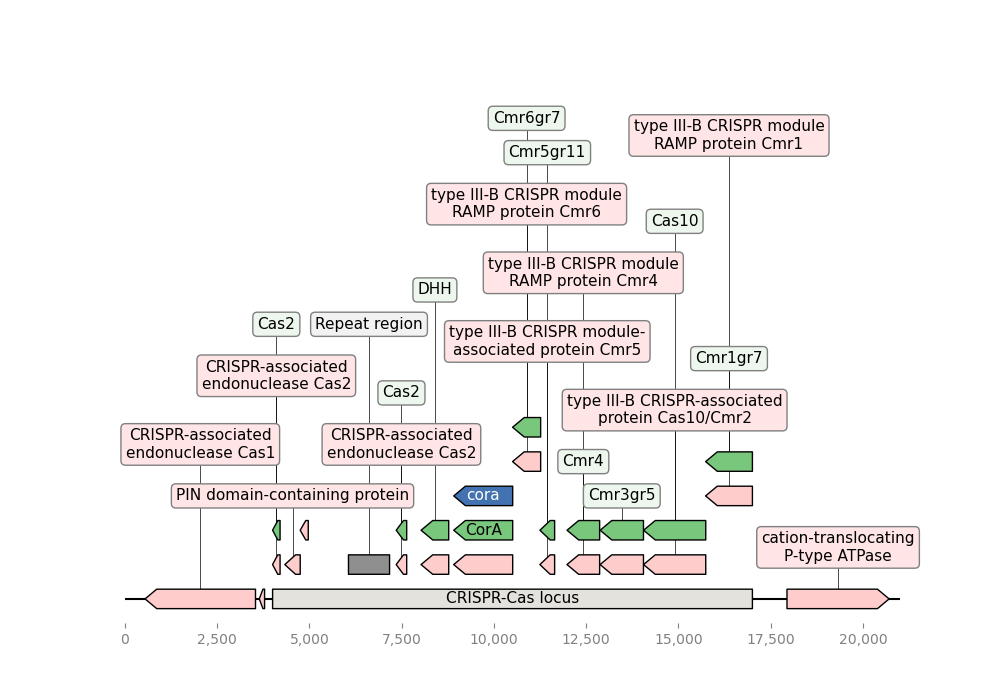 Cmr6gr7
type III-B CRISPR module
RAMP protein Cmr1
Cmr5gr11
type III-B CRISPR module
RAMP protein Cmr6
Cas10
type III-B CRISPR module
RAMP protein Cmr4
DHH
Cas2
Repeat region
type III-B CRISPR module-
associated protein Cmr5
Cmr1gr7
CRISPR-associated
endonuclease Cas2
Cas2
type III-B CRISPR-associated
protein Cas10/Cmr2
CRISPR-associated
endonuclease Cas1
CRISPR-associated
endonuclease Cas2
Cmr4
PIN domain-containing protein
cora
Cmr3gr5
CorA
cation-translocating
P-type ATPase
CRISPR-Cas locus
0
2,500
5,000
7,500
10,000
12,500
15,000
17,500
20,000